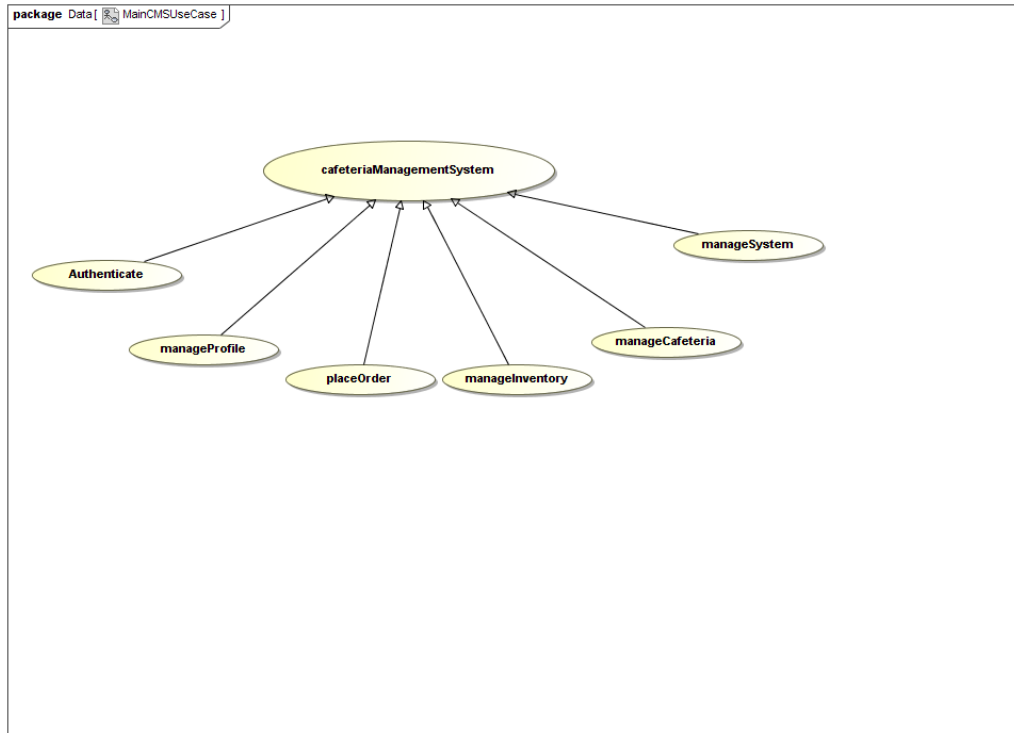 package Data [ MainCMSUseCase ]
cafeteriaManagementSystem
manageSystem
Authenticate
manageCafeteria
manageProfile
placeOrder
manageInventory